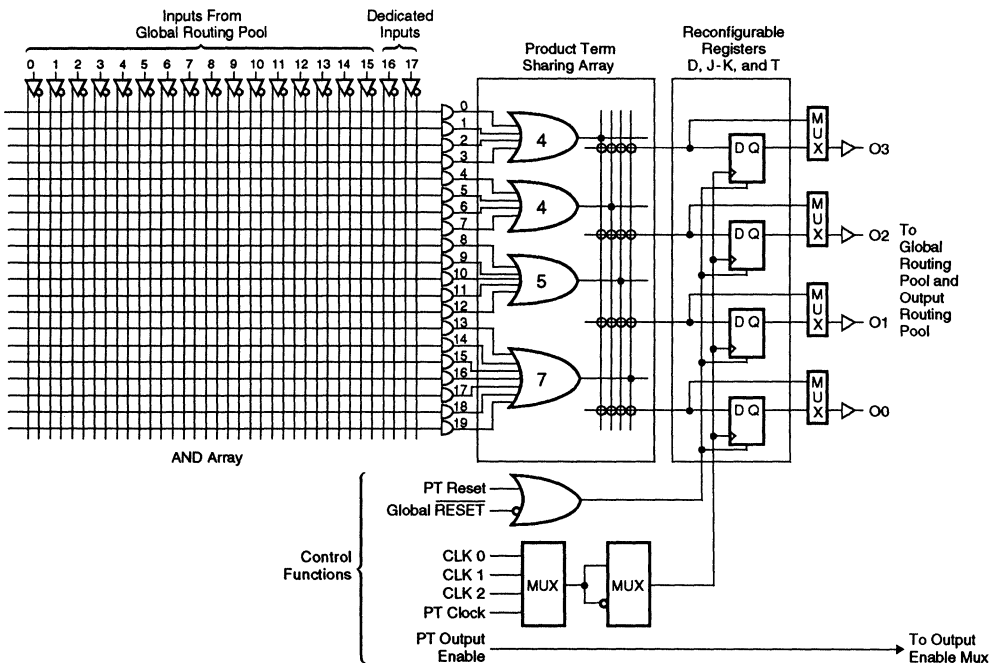 Inputs From
Global Routing Pool
Dedicated
Inputs
0 1 2 3 4 5 6 7 8 9 10 11 12 13 14 15 16 17
Product Term
Sharing Array
Reconfigurable
Registers
D, J-K, and T
0
1
2
3
4
5
6
7
8
9
10
11
12
13
14
15
16
17
18
19
4
4
5
7
D Q
D Q
D Q
D Q
MUX
MUX
MUX
MUX
O3
O2
O1
O0
To
Global
Routing
Pool and
Output
Routing
Pool
AND Array
Control
Functions
PT Reset
Global RESET
CLK 0
CLK 1
CLK 2
PT Clock
MUX
MUX
PT Output
Enable
To Output
Enable Mux